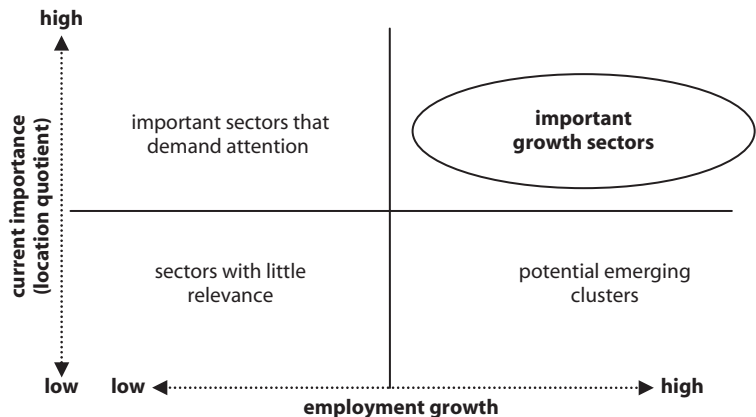 high
important sectors that
demand attention
important
growth sectors
current importance
(location quotient)
sectors with little
relevance
potential emerging
clusters
low
low
high
employment growth